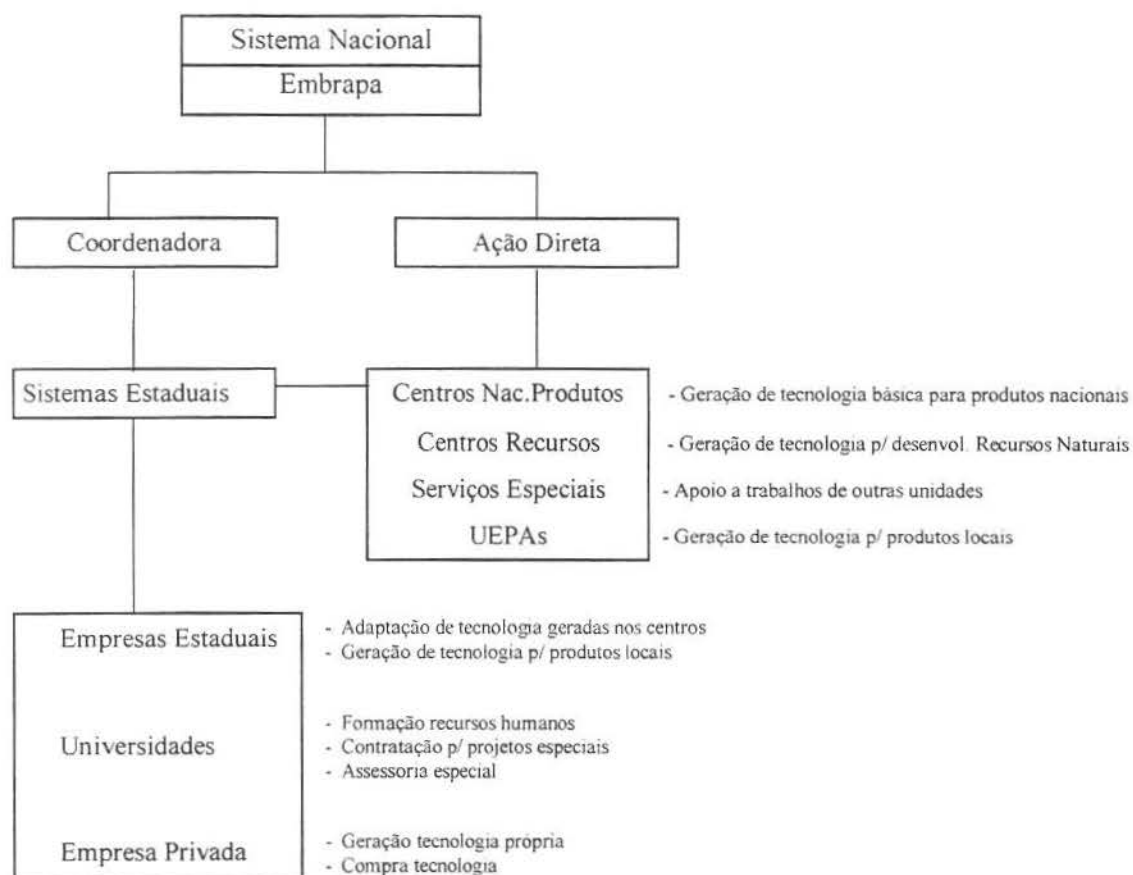 Sistema Nacional
Embrapa
Coordenadora
Ação Direta
Sistemas Estaduais
Centros Nac.Produtos
- Geração de tecnologia básica para produtos nacionais
Centros Recursos
- Geração de tecnologia p/ desenvol. Recursos Naturais
Serviços Especiais
- Apoio a trabalhos de outras unidades
UEPAs
- Geração de tecnologia p/ produtos locais
Empresas Estaduais
- Adaptação de tecnologia geradas nos centros
- Geração de tecnologia p/ produtos locais
Universidades
- Formação recursos humanos
- Contratação p/ projetos especiais
- Assessoria especial
Empresa Privada
- Geração tecnologia própria
- Compra tecnologia